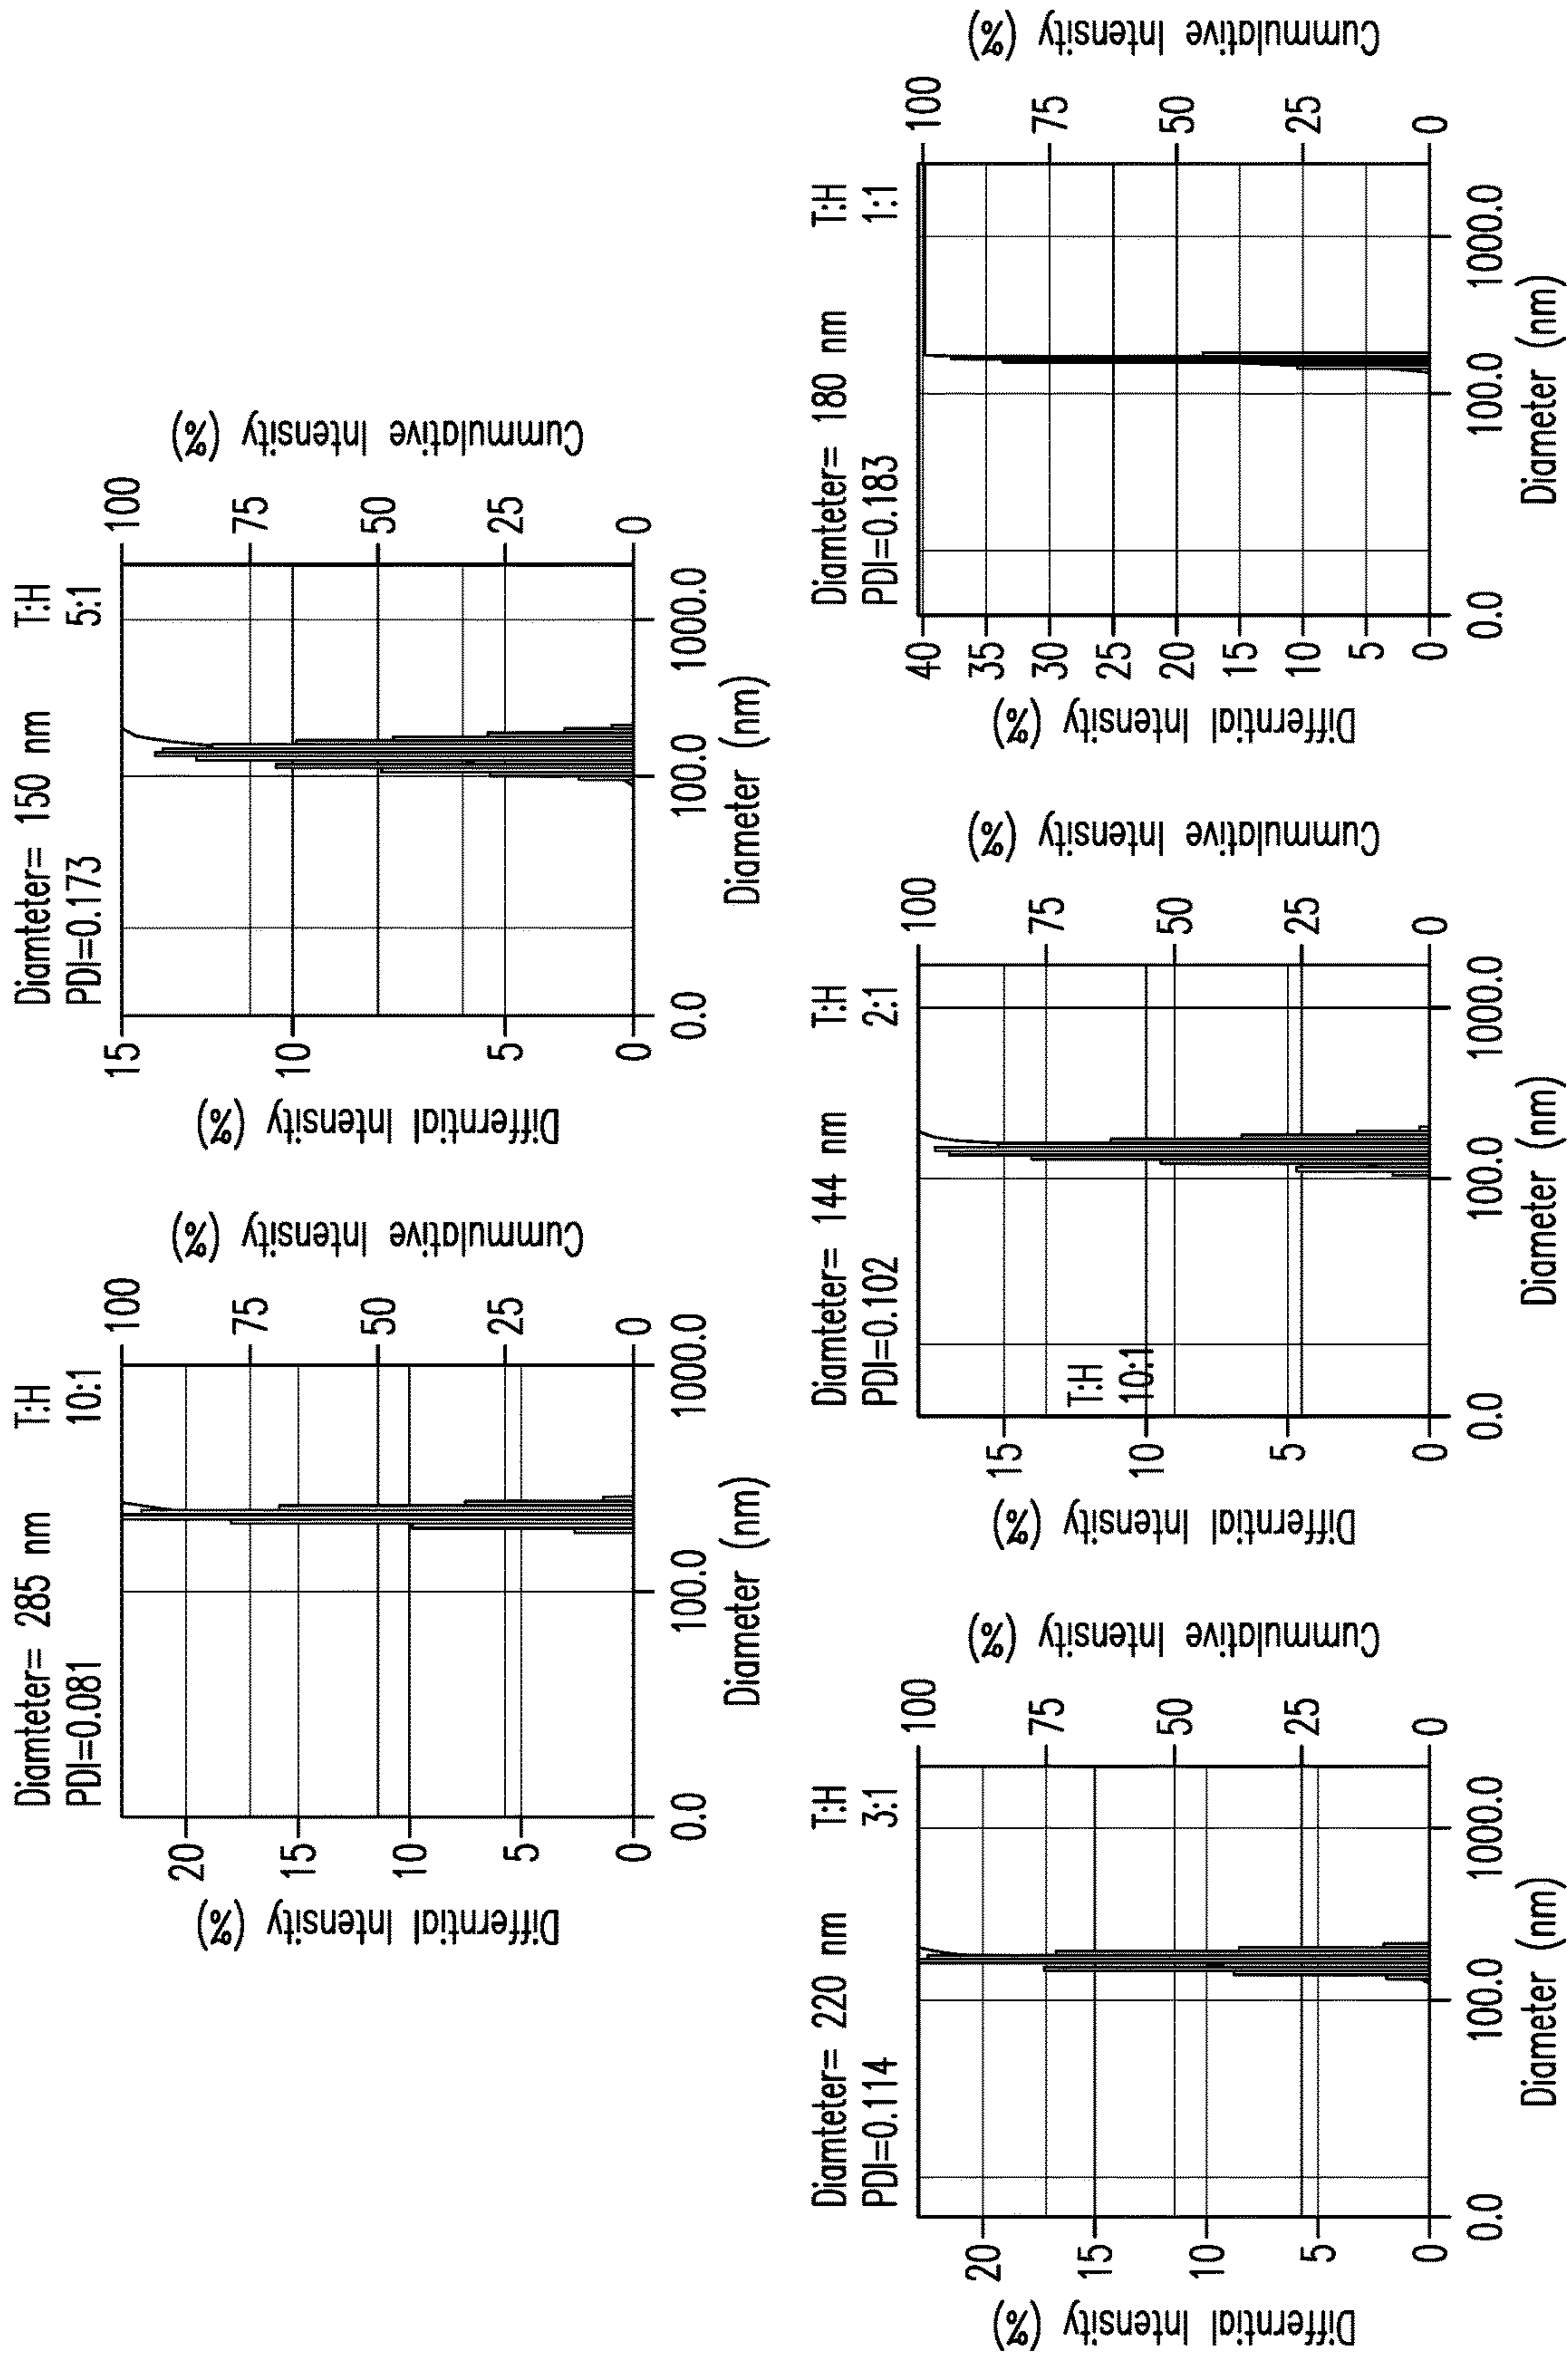 Diamteter= 285 nm T:H
PDI=0.081 10:1
Differntial Intensity (%)
20
15
10
5
0
100
75
50
25
0
Cummulative Intensity (%)
0.0 100.0 1000.0
Diameter (nm)
Diamteter= 150 nm T:H
PDI=0.173 5:1
Differntial Intensity (%)
15
10
5
0
100
75
50
25
0
Cummulative Intensity (%)
0.0 100.0 1000.0
Diameter (nm)
Diamteter= 220 nm T:H
PDI=0.114 3:1
Differntial Intensity (%)
20
15
10
5
0
100
75
50
25
0
Cummulative Intensity (%)
0.0 100.0 1000.0
Diameter (nm)
Diamteter= 144 nm T:H
PDI=0.102 2:1
Differntial Intensity (%)
15
10
5
0
T:H
10:1
100
75
50
25
0
Cummulative Intensity (%)
0.0 100.0 1000.0
Diameter (nm)
Diamteter= 180 nm T:H
PDI=0.183 1:1
Differntial Intensity (%)
40
35
30
25
20
15
10
5
0
100
75
50
25
0
Cummulative Intensity (%)
0.0 100.0 1000.0
Diameter (nm)